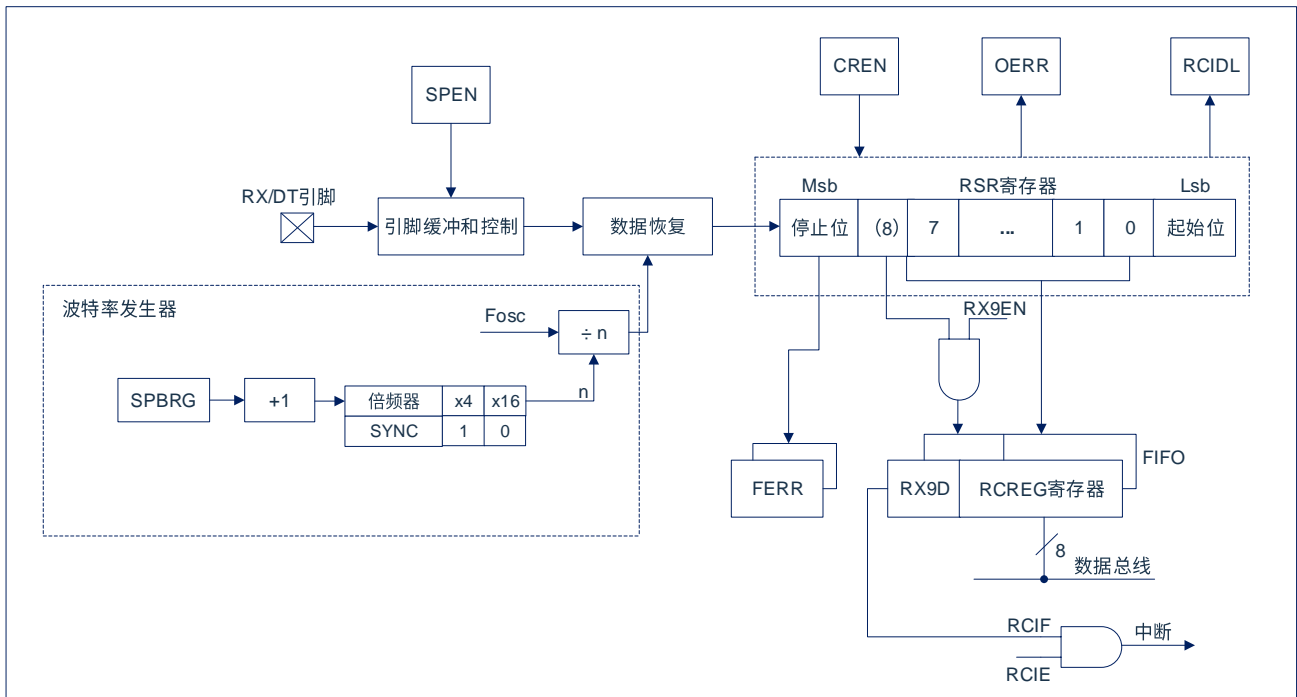 CREN
OERR
RCIDL
SPEN
Msb
RSR寄存器
Lsb
RX/DT引脚
引脚缓冲和控制
数据恢复
停止位
(8)
7
...
1
0
起始位
波特率发生器
Fosc
÷ n
RX9EN
SPBRG
+1
倍频器
x4
x16
n
SYNC
1
0
FIFO
FERR
RX9D
RCREG寄存器
8
数据总线
RCIF
中断
RCIE